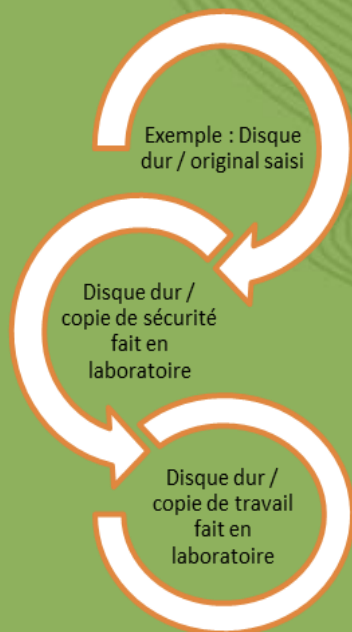 Exemple : Disque
dur / original saisi
Disque dur /
copie de sécurité
fait en
laboratoire
Disque dur /
copie de travail
fait en
laboratoire